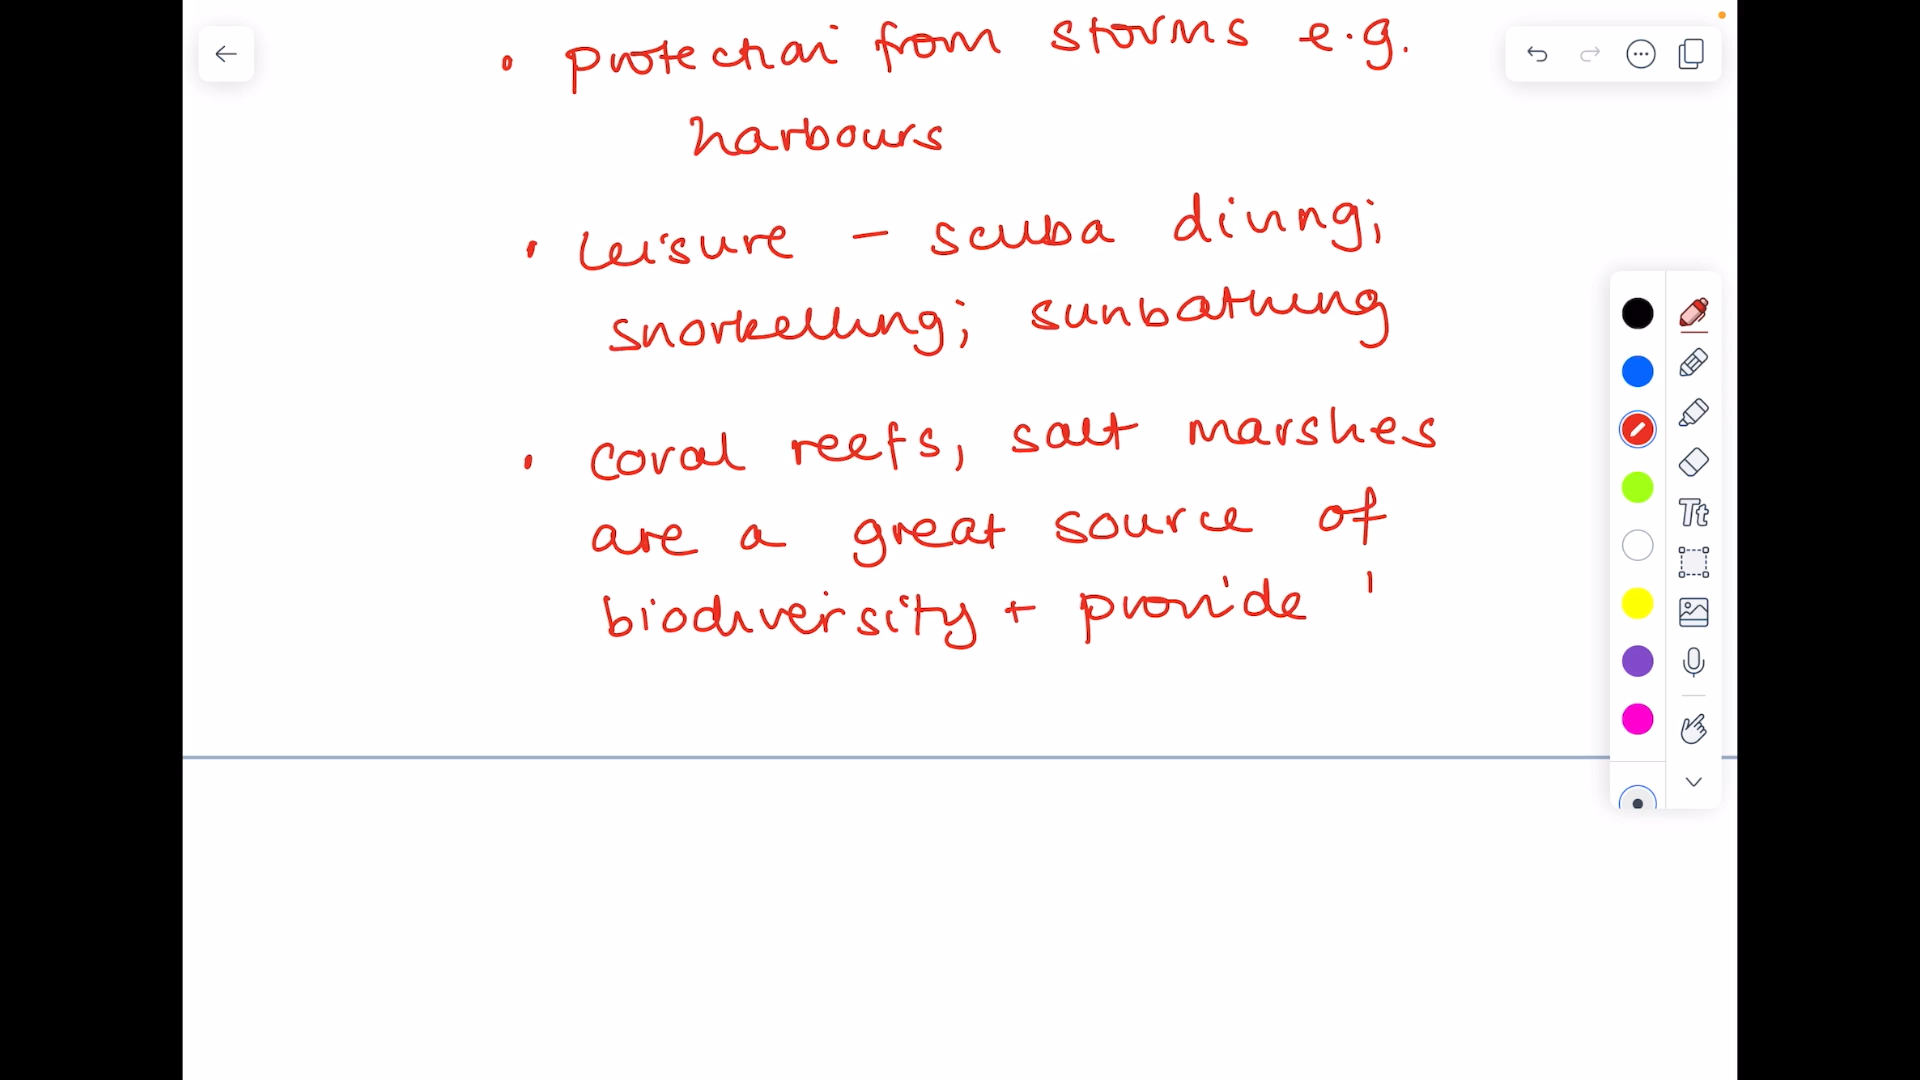 • protection from storms e.g.
harbours
• Leisure – scuba diving;
snorkelling; sunbathing
• coral reefs, salt marshes
are a great source of
biodiversity + provide
Tt